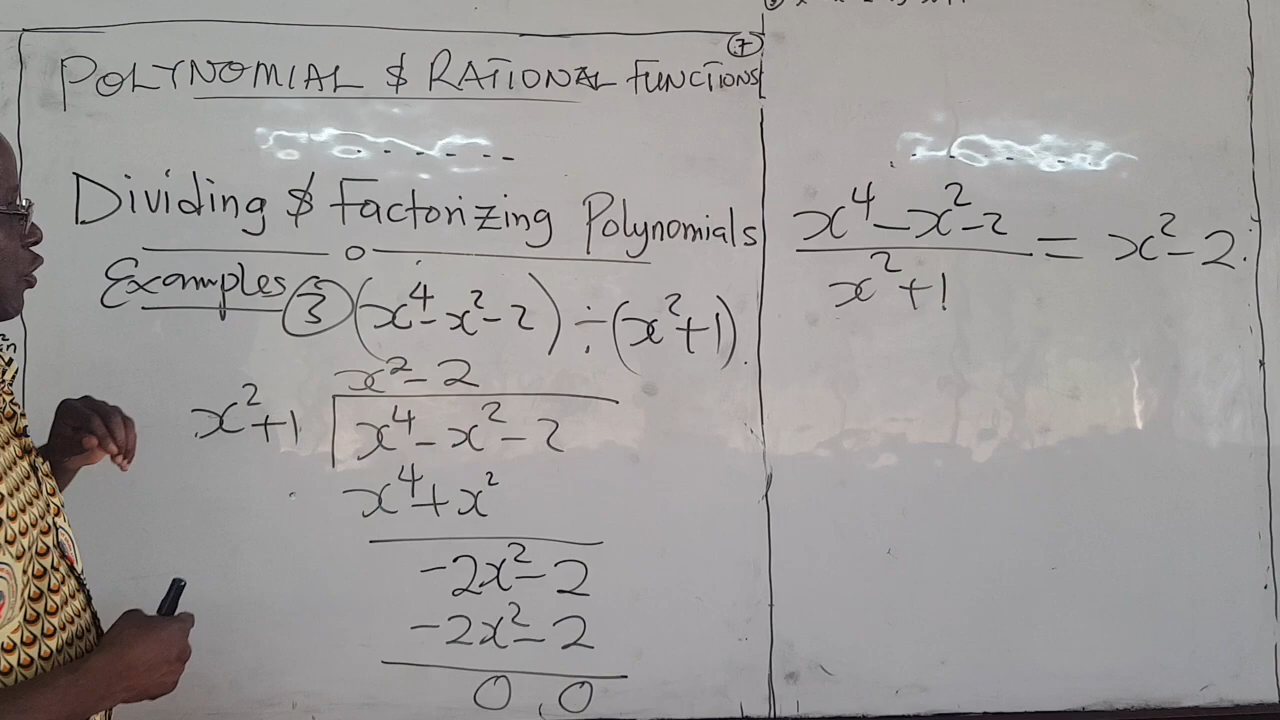 ⑦
POLYNOMIAL & RATIONAL FUNCTIONS
Dividing & Factorizing Polynomials
Examples ③ (x⁴-x²-2) ÷ (x²+1).
x²-2
x²+1 x⁴-x²-2
x⁴+x²
-2x²-2
-2x²-2
0 , 0
x⁴-x²-2
x²+1
= x²-2.